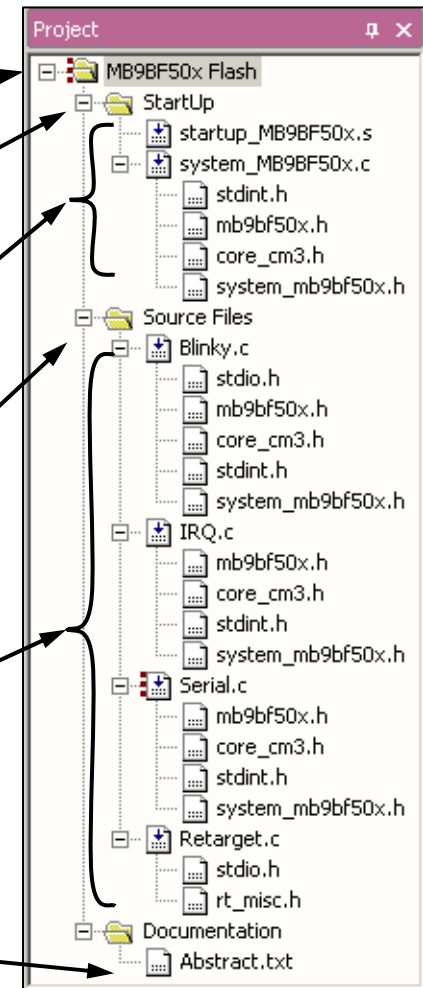 Project
MB9BF50x Flash
StartUp
startup_MB9BF50x.s
system_MB9BF50x.c
stdint.h
mb9bf50x.h
core_cm3.h
system_mb9bf50x.h
Source Files
Blinky.c
stdio.h
mb9bf50x.h
core_cm3.h
stdint.h
system_mb9bf50x.h
IRQ.c
mb9bf50x.h
core_cm3.h
stdint.h
system_mb9bf50x.h
Serial.c
mb9bf50x.h
core_cm3.h
stdint.h
system_mb9bf50x.h
Retarget.c
stdio.h
rt_misc.h
Documentation
Abstract.txt